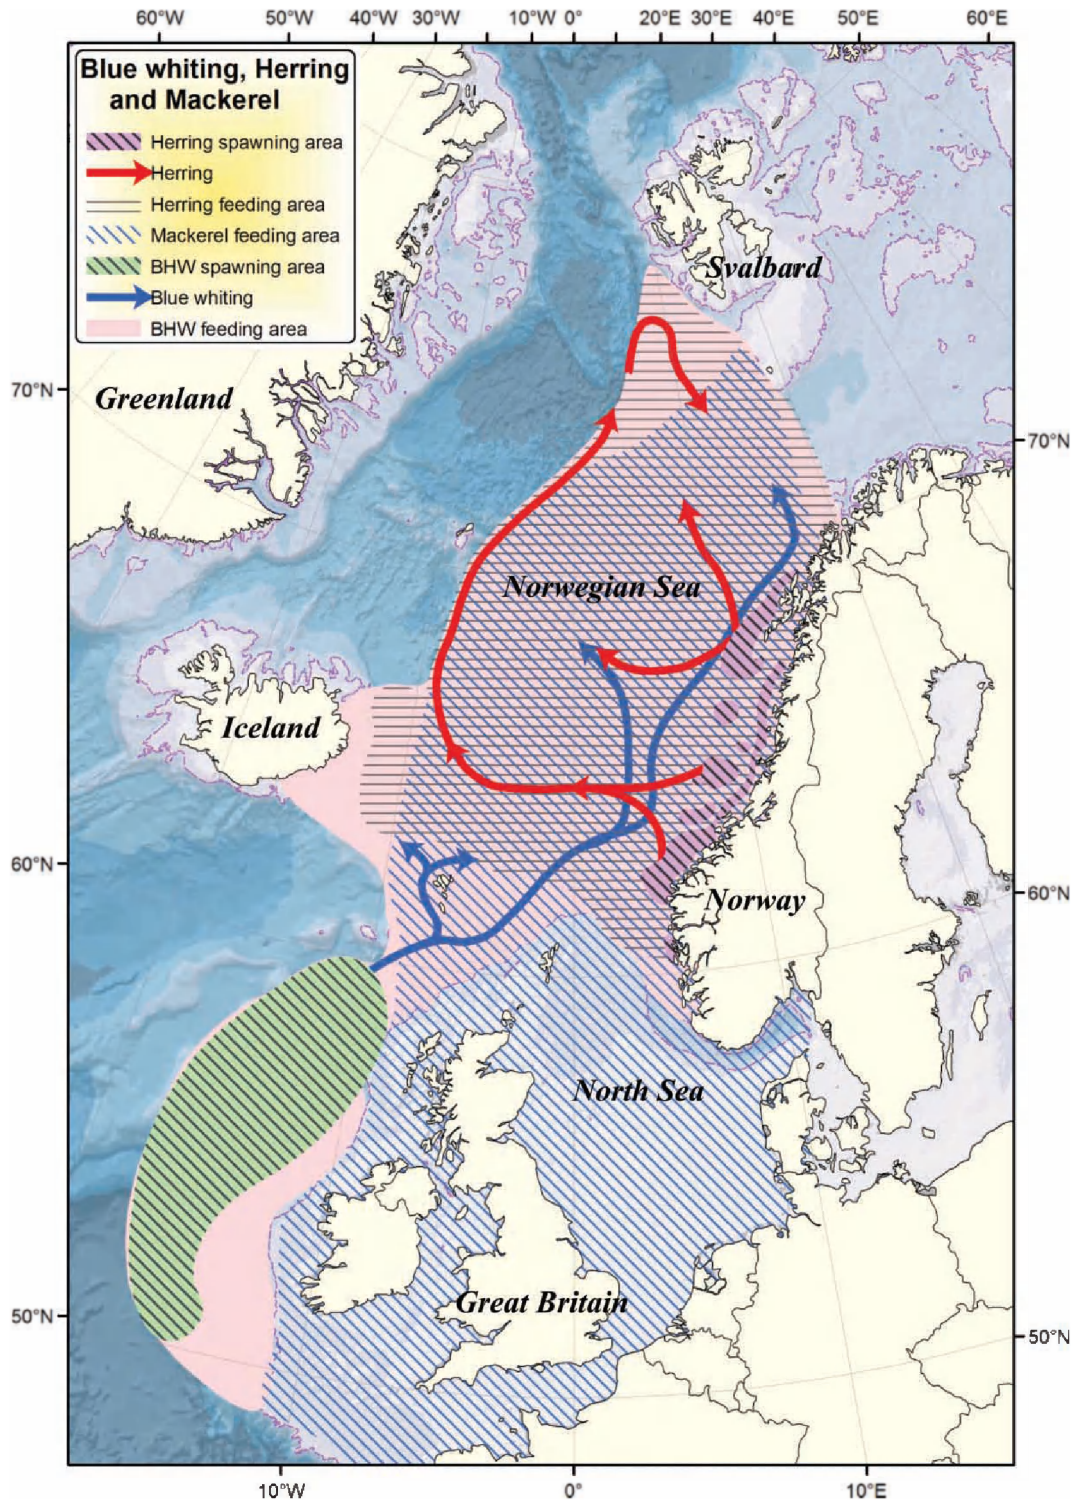 60°W 50°W 40°W 30°W 10°W 0° 20°E 30°E 40°E 50°E 60°E
Blue whiting, Herring
and Mackerel
Herring spawning area
Herring
Herring feeding area
Mackerel feeding area
BHW spawning area
Blue whiting
BHW feeding area
Svalbard
70°N
Greenland
70°N
Norwegian Sea
Iceland
60°N
60°N
Norway
North Sea
Great Britain
50°N
50°N
10°W 0° 10°E